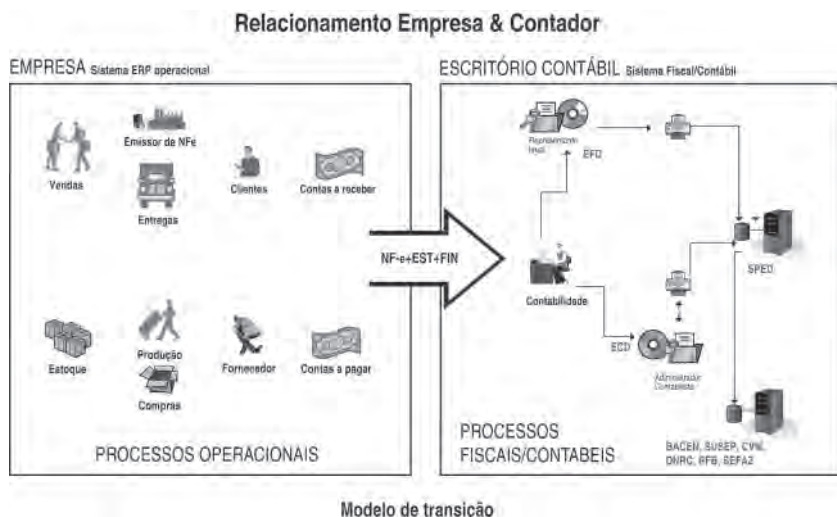 Relacionamento Empresa & Contador
EMPRESA Sistema ERP operacional
ESCRITÓRIO CONTÁBIL Sistema Fiscal/Contábil
Emissor de NFe
Vendas
Entregas
Clientes
Contas a receber
EFD
NF-e+EST+FIN
Contabilidade
SPED
Estoque
Produção
Compras
Fornecedor
Contas a pagar
ECD
PROCESSOS OPERACIONAIS
PROCESSOS
FISCAIS/CONTABEIS
BACEN, SUSEP, CVM,
DNRC, RFB, SEFAZ
Modelo de transição